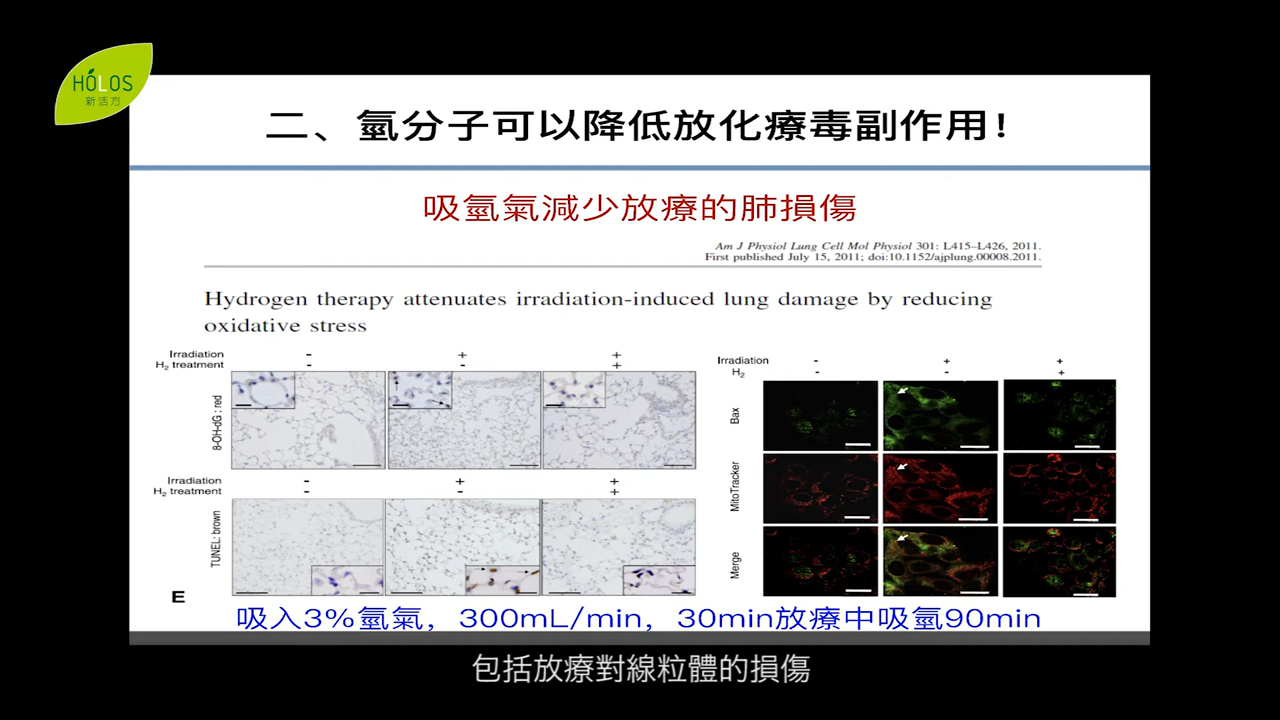 HÓLOS
新活方
二、氫分子可以降低放化療毒副作用!
吸氫氣減少放療的肺損傷
Am J Physiol Lung Cell Mol Physiol 301: L415–L426, 2011.
First published July 15, 2011; doi:10.1152/ajplung.00008.2011.
Hydrogen therapy attenuates irradiation-induced lung damage by reducing
oxidative stress
Irradiation - + +
H2 treatment - - +
8-OH-dG : red
Irradiation - + +
H2 treatment - - +
TUNEL: brown
E
Irradiation - + +
H2 - - +
Bax
MitoTracker
Merge
吸入3%氫氣，300mL/min，30min放療中吸氫90min
包括放療對線粒體的損傷